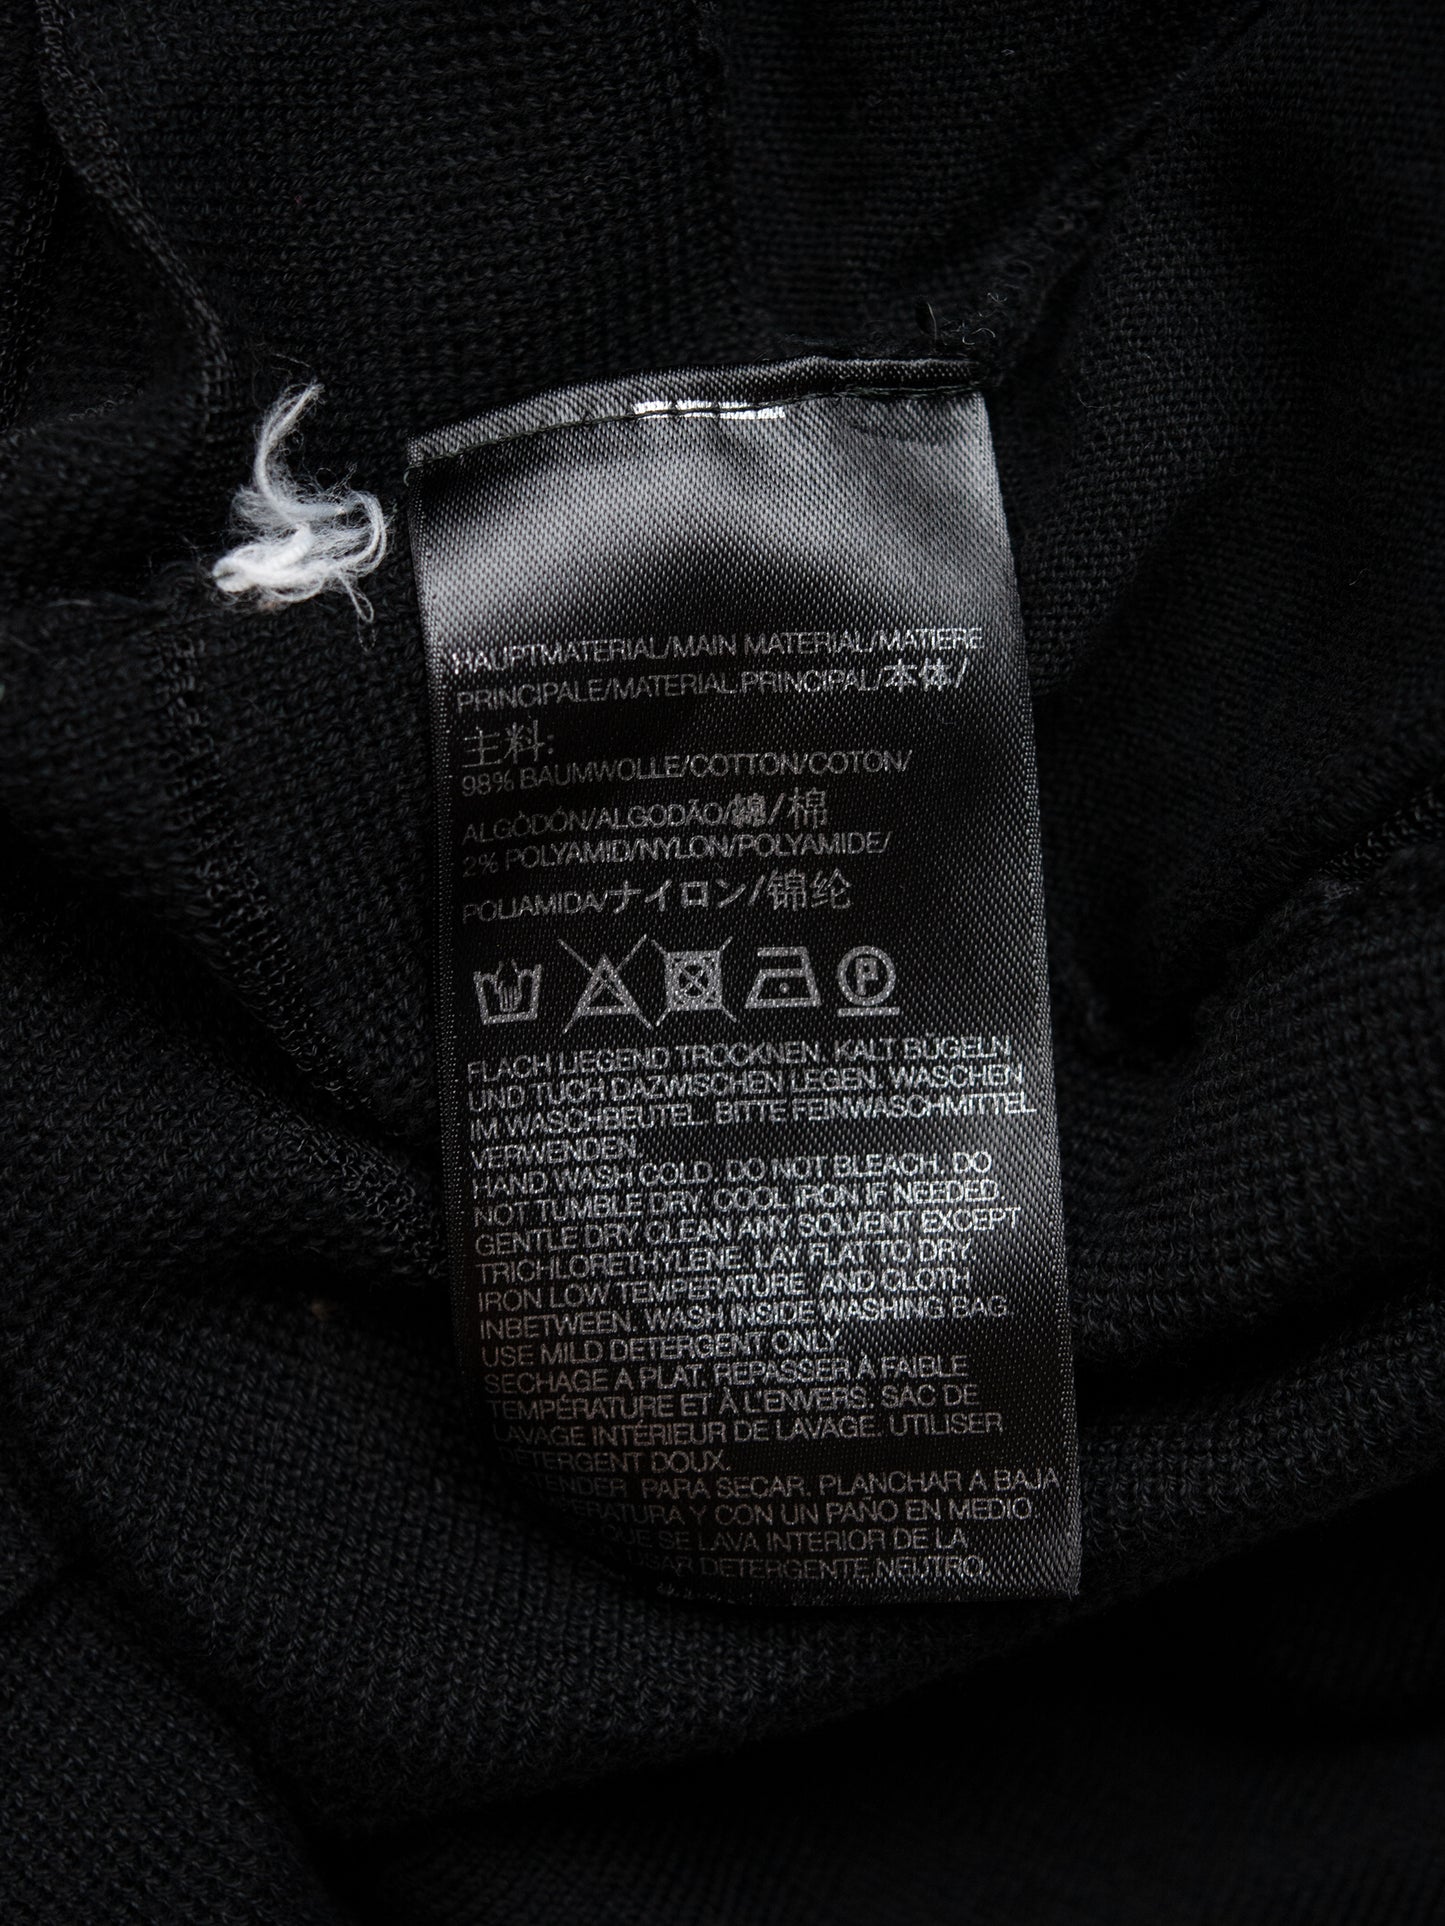 HAUPTMATERIAL/MAIN MATERIAL/MATIERE
PRINCIPALE/MATERIAL PRINCIPAL/本体/
主料:
98% BAUMWOLLE/COTTON/COTON/
ALGÒDÓN/ALGODÃO/綿/棉
2% POLYAMID/NYLON/POLYAMIDE/
POLIAMIDA/ナイロン/锦纶
P
FLACH LIEGEND TROCKNEN. KALT BÜGELN
UND TUCH DAZWISCHEN LEGEN. WASCHEN
IM WASCHBEUTEL. BITTE FEINWASCHMITTEL
VERWENDEN
HAND WASH COLD. DO NOT BLEACH. DO
NOT TUMBLE DRY. COOL IRON IF NEEDED.
GENTLE DRY CLEAN ANY SOLVENT EXCEPT
TRICHLORETHYLENE. LAY FLAT TO DRY.
IRON LOW TEMPERATURE AND CLOTH
INBETWEEN. WASH INSIDE WASHING BAG.
USE MILD DETERGENT ONLY
SECHAGE A PLAT. REPASSER À FAIBLE
TEMPÉRATURE ET À L'ENVERS. SAC DE
LAVAGE INTÉRIEUR DE LAVAGE. UTILISER
DETERGENT DOUX.
PARA SECAR. PLANCHAR A BAJA
Y CON UN PAÑO EN MEDIO.
QUE SE LAVA INTERIOR DE LA
USAR DETERGENTE NEUTRO.